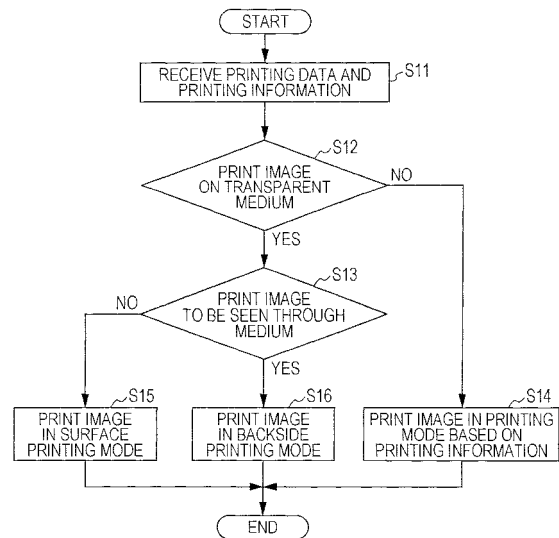 START
RECEIVE PRINTING DATA AND
PRINTING INFORMATION
S11
S12
PRINT IMAGE
ON TRANSPARENT
MEDIUM
NO
YES
S13
PRINT IMAGE
TO BE SEEN THROUGH
MEDIUM
NO
YES
S15
PRINT IMAGE
IN SURFACE
PRINTING MODE
S16
PRINT IMAGE
IN BACKSIDE
PRINTING MODE
S14
PRINT IMAGE IN PRINTING
MODE BASED ON
PRINTING INFORMATION
END